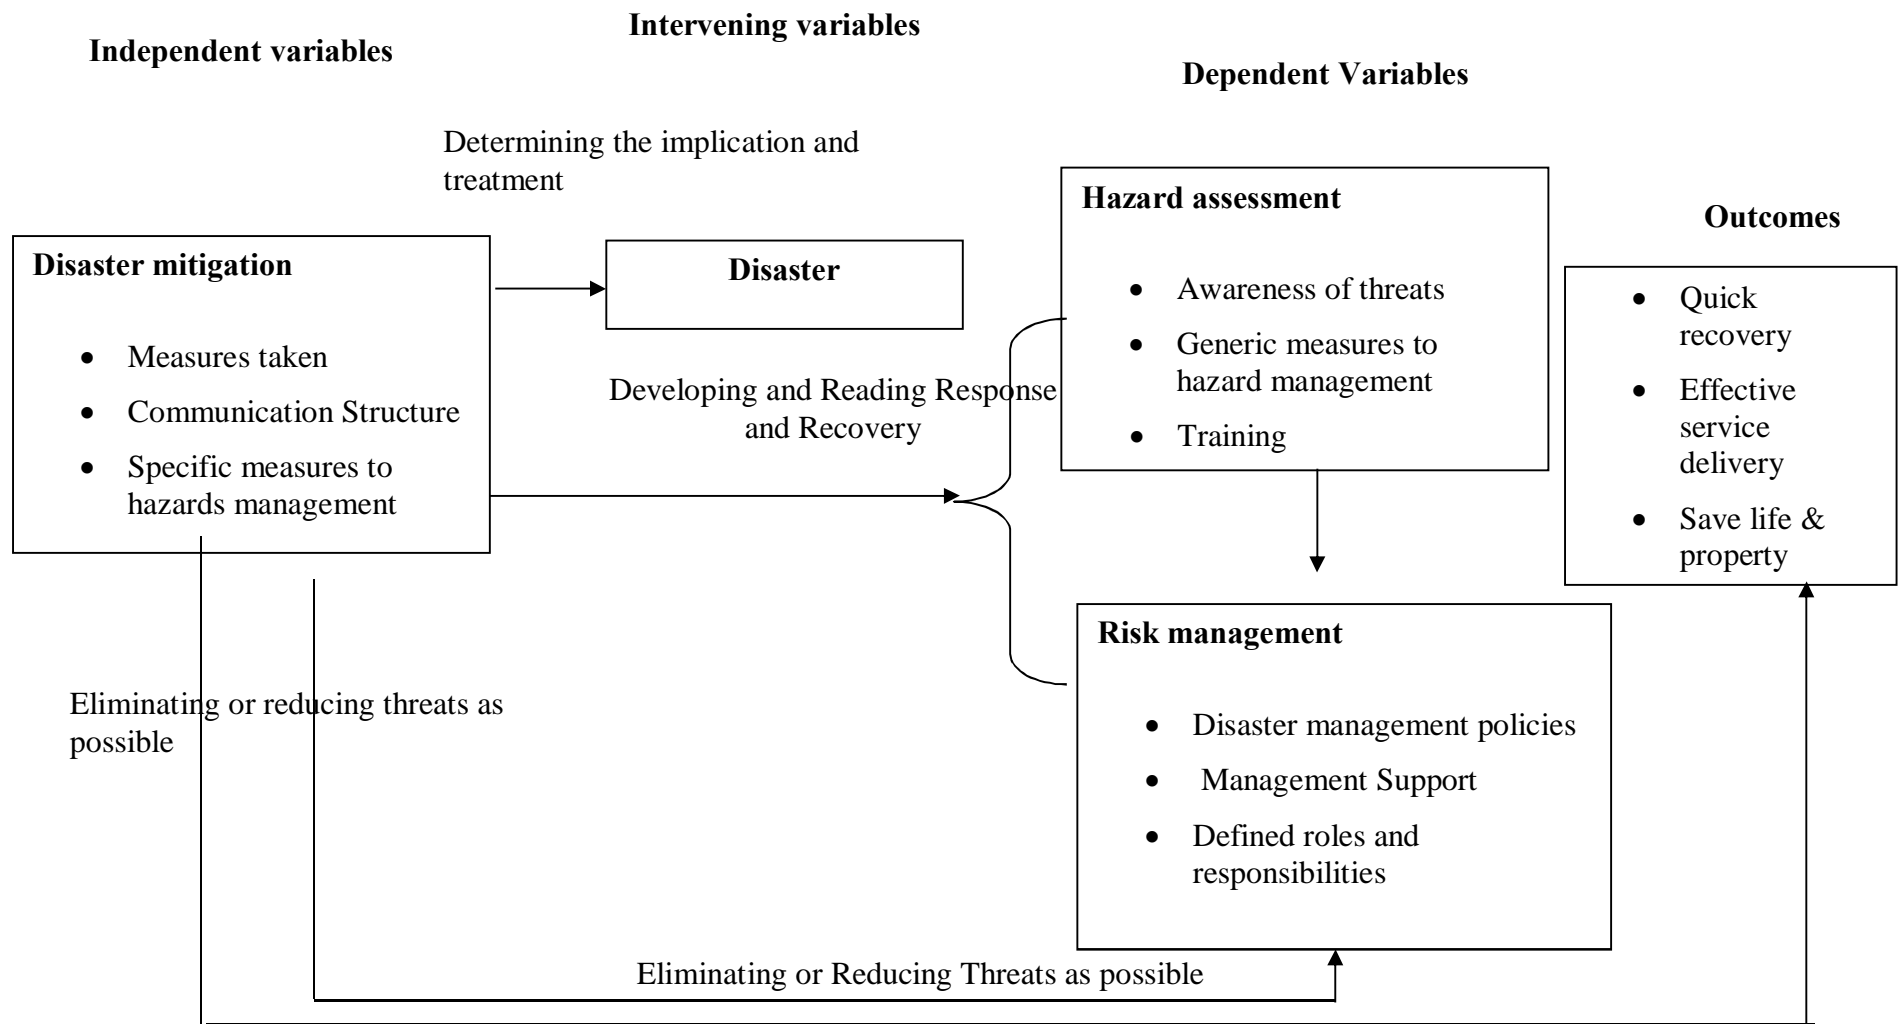 Independent variables
Intervening variables
Dependent Variables
Outcomes
Determining the implication and
treatment
Disaster mitigation
• Measures taken
• Communication Structure
• Specific measures to
hazards management
Disaster
Developing and Reading Response
and Recovery
Hazard assessment
• Awareness of threats
• Generic measures to
hazard management
• Training
• Quick
recovery
• Effective
service
delivery
• Save life &
property
Risk management
• Disaster management policies
• Management Support
• Defined roles and
responsibilities
Eliminating or reducing threats as
possible
Eliminating or Reducing Threats as possible